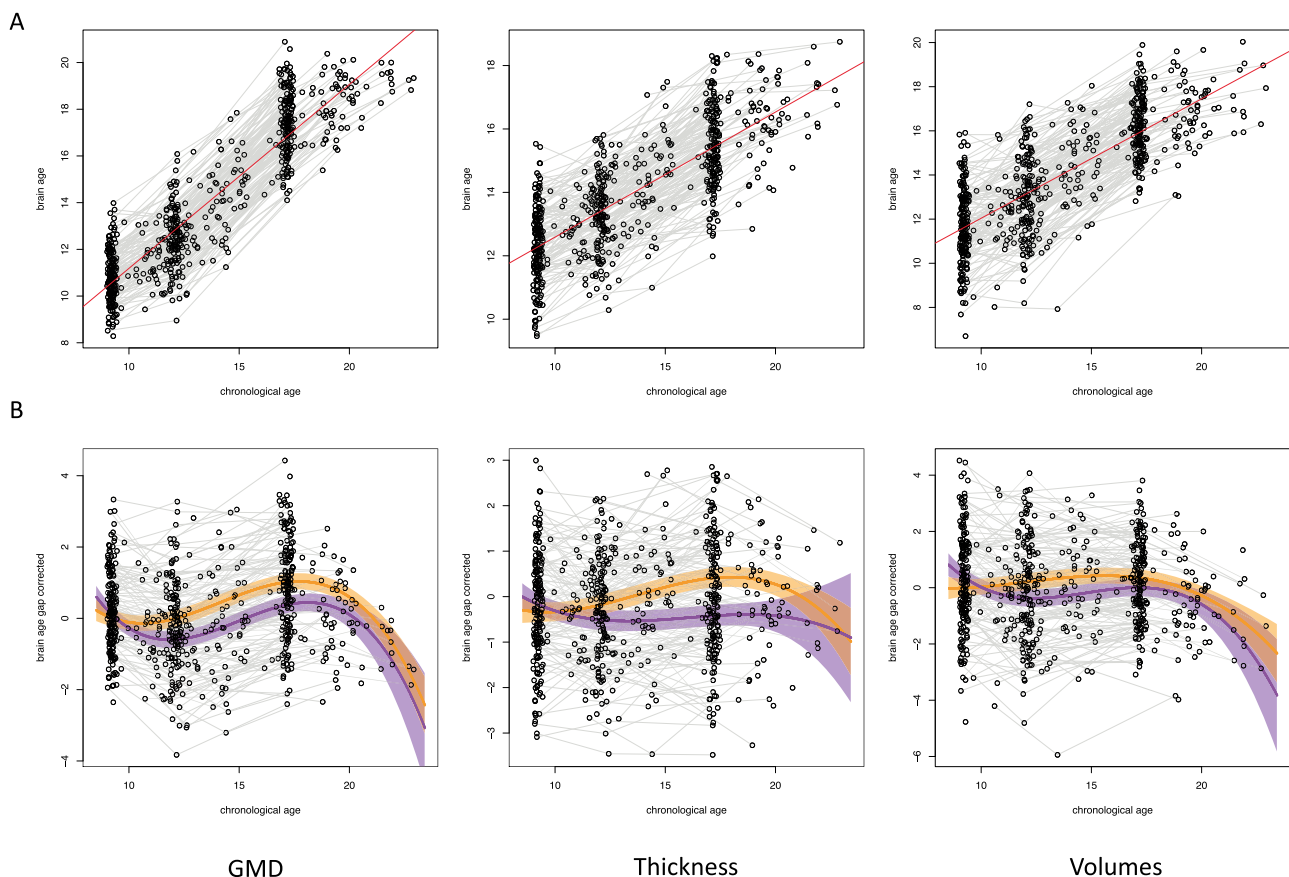 A
8 10 12 14 16 18 20
brain age
10 15 20
chronological age
10 12 14 16 18
brain age
10 15 20
chronological age
8 10 12 14 16 18 20
brain age
10 15 20
chronological age
B
−4 −2 0 2 4
brain age gap corrected
10 15 20
chronological age
−3 −2 −1 0 1 2 3
brain age gap corrected
10 15 20
chronological age
−6 −4 −2 0 2 4
brain age gap corrected
10 15 20
chronological age
GMD Thickness Volumes